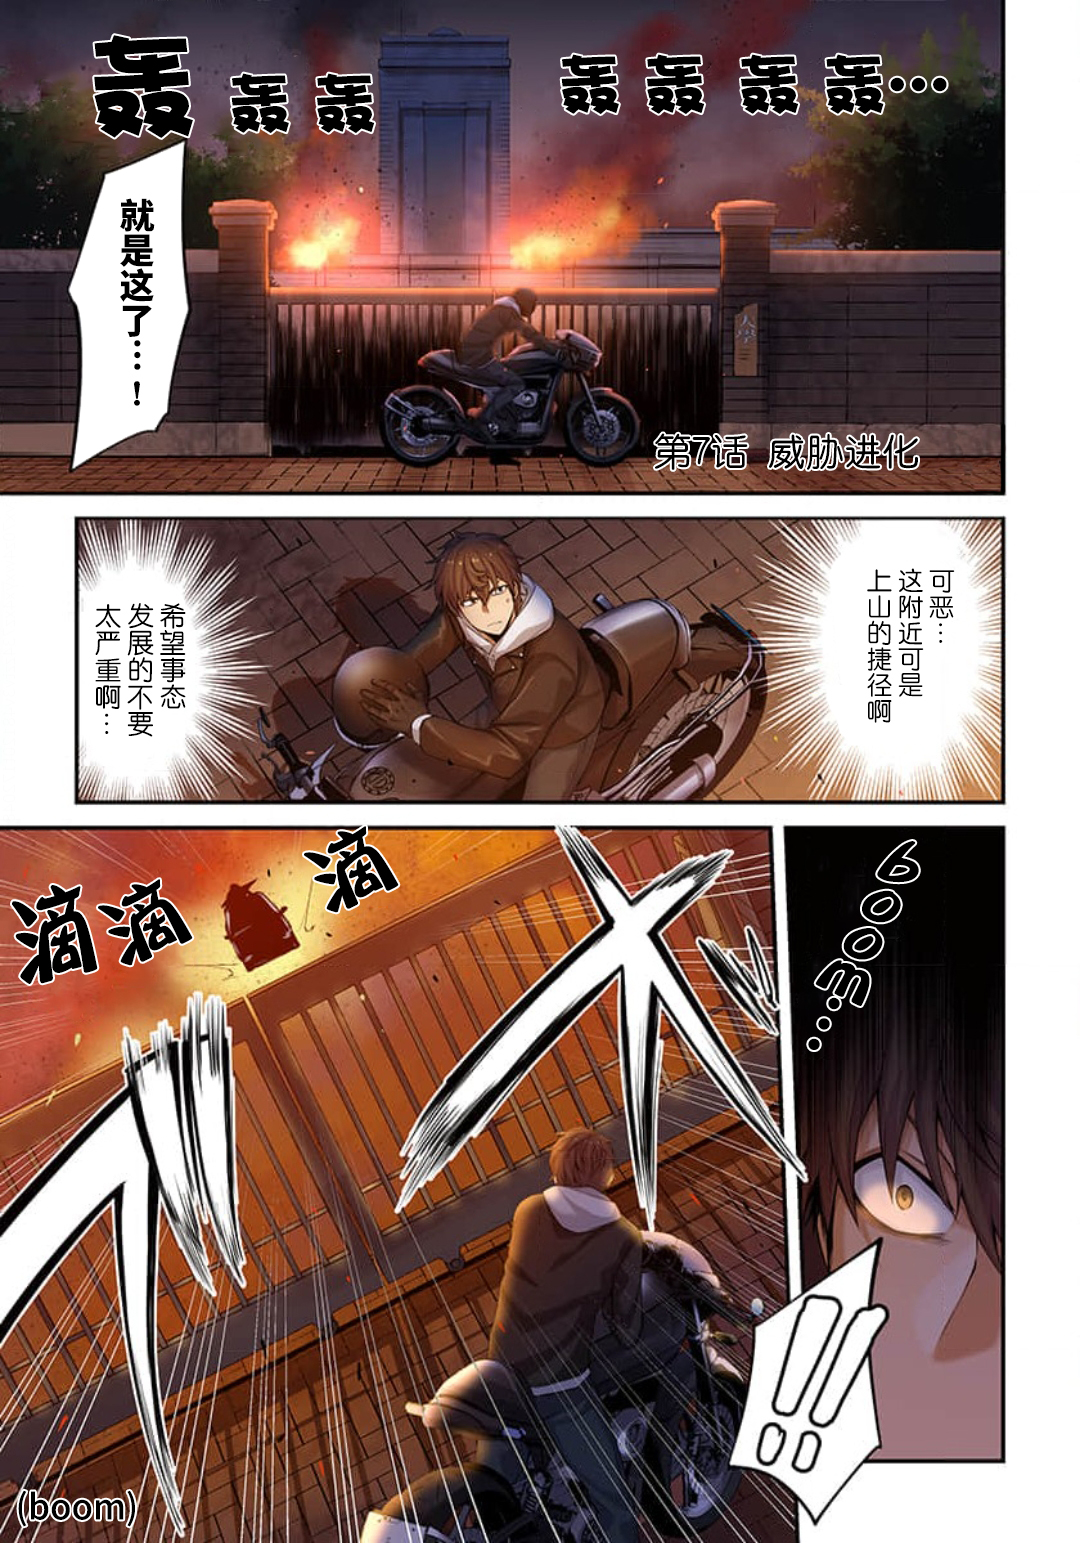 轰 轰 轰 轰 轰 轰 轰…
就是这了…！
第7话 威胁进化
可恶…
这附近可是
上山的捷径啊
希望事态
发展的不要
太严重啊…
boom…
!!!
滴 滴 滴
ドド
(boom)